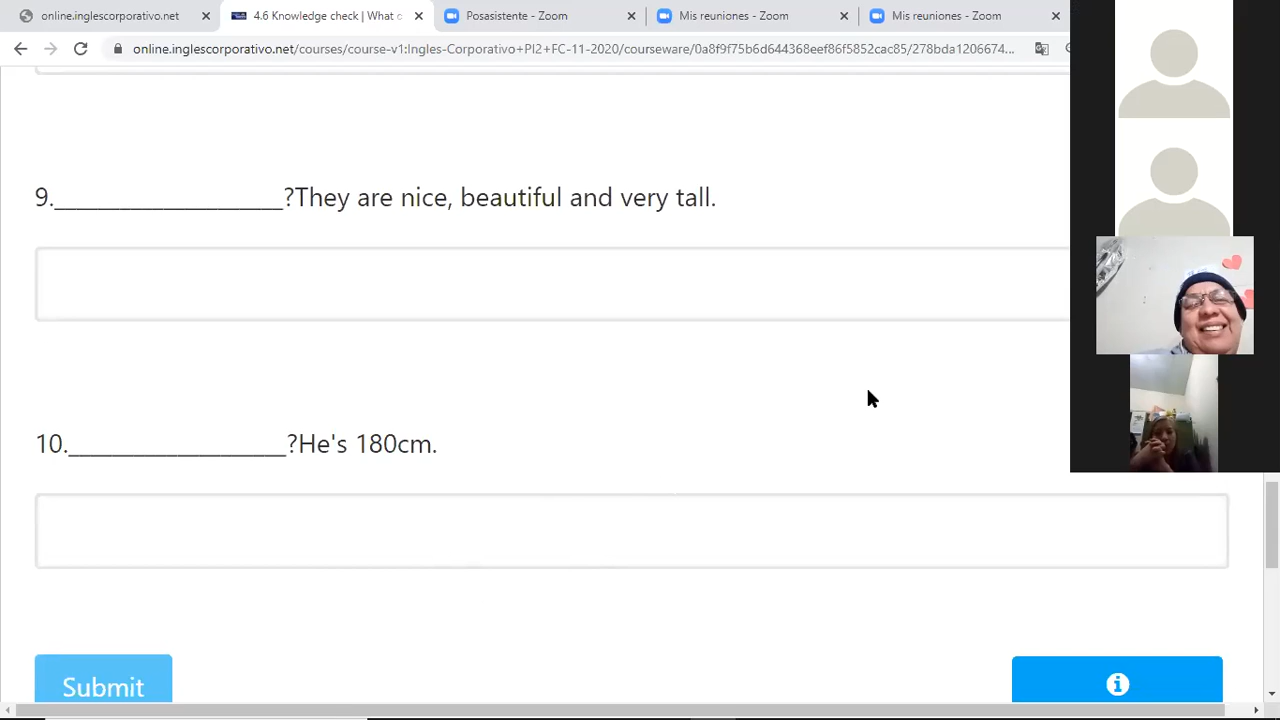 online.inglescorporativo.net
4.6 Knowledge check | What
Posasistente - Zoom
Mis reuniones - Zoom
Mis reuniones - Zoom
online.inglescorporativo.net/courses/course-v1:Ingles-Corporativo+PI2+FC-11-2020/courseware/0a8f9f75b6d644368eef86f5852cac85/278bda1206674...
9.___________________?They are nice, beautiful and very tall.
10.__________________?He's 180cm.
Submit